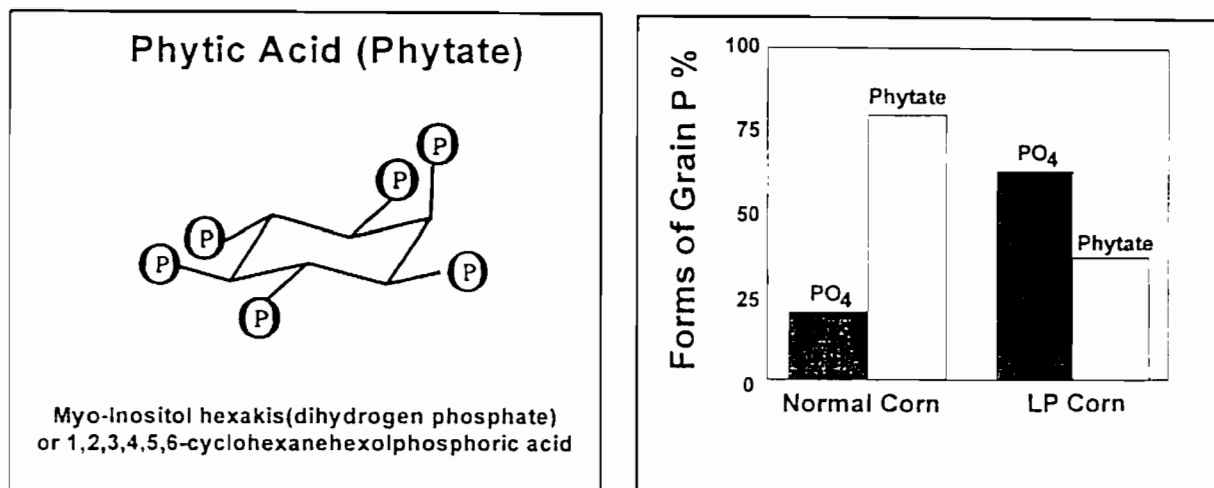 Phytic Acid (Phytate)
P
P
P
P
P
P
Myo-Inositol hexakis(dihydrogen phosphate)
or 1,2,3,4,5,6-cyclohexanehexolphosphoric acid
Forms of Grain P %
100
75
50
25
0
PO4
Phytate
PO4
Phytate
Normal Corn
LP Corn